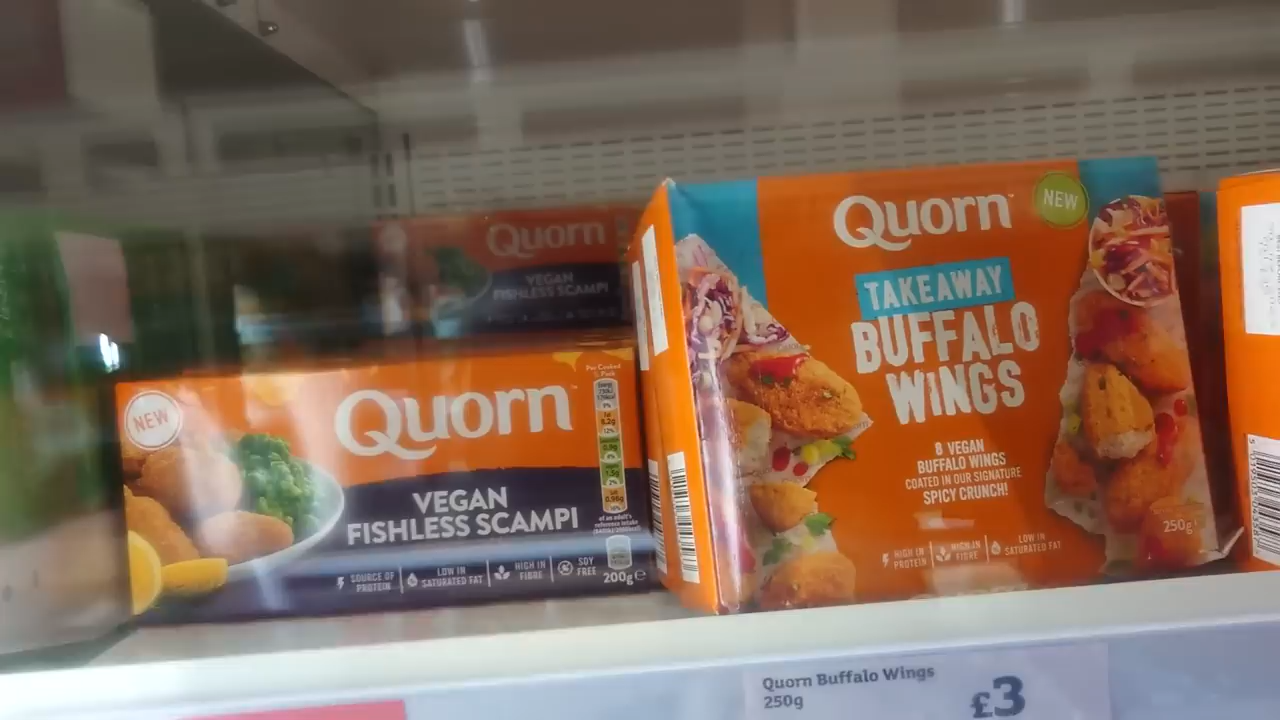 Quorn
VEGAN
FISHLESS SCAMPI
NEW
Quorn
VEGAN
FISHLESS SCAMPI
SOURCE OF
PROTEIN
LOW IN
SATURATED FAT
HIGH IN
FIBRE
SOY
FREE
200g℮
Quorn™
NEW
TAKEAWAY
BUFFALO
WINGS
8 VEGAN
BUFFALO WINGS
COATED IN OUR SIGNATURE
SPICY CRUNCH!
HIGH IN
PROTEIN
HIGH IN
FIBRE
LOW IN
SATURATED FAT
250g
Quorn Buffalo Wings
250g
£3